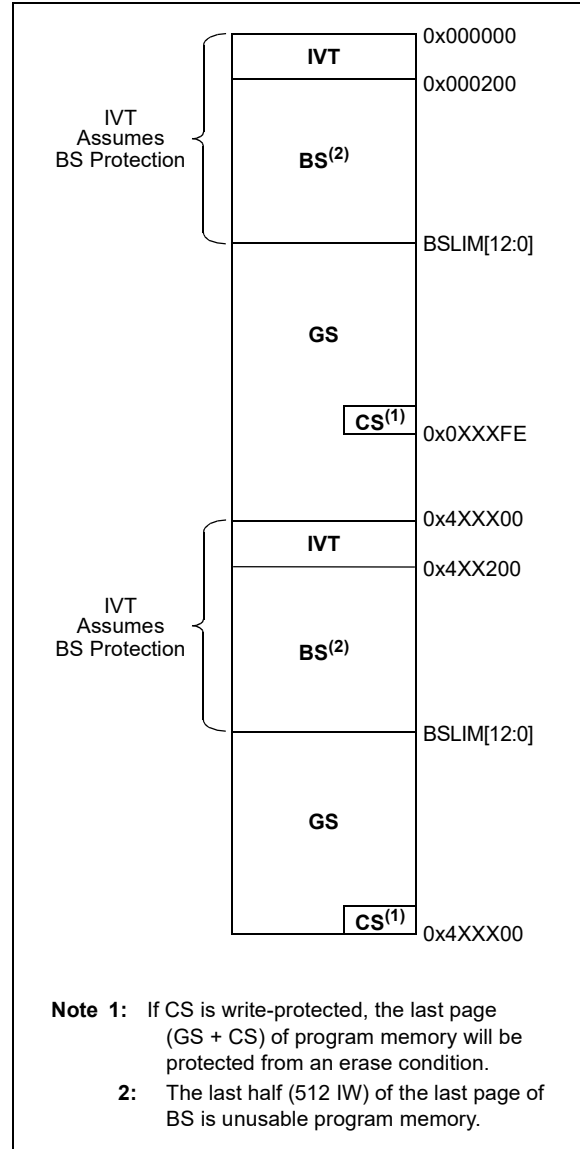 0x000000
IVT
0x000200
IVT
Assumes
BS Protection
BS(2)
BSLIM[12:0]
GS
CS(1)
0x0XXXFE
0x4XXX00
IVT
0x4XX200
IVT
Assumes
BS Protection
BS(2)
BSLIM[12:0]
GS
CS(1)
0x4XXX00
Note 1: If CS is write-protected, the last page
(GS + CS) of program memory will be
protected from an erase condition.
2: The last half (512 IW) of the last page of
BS is unusable program memory.